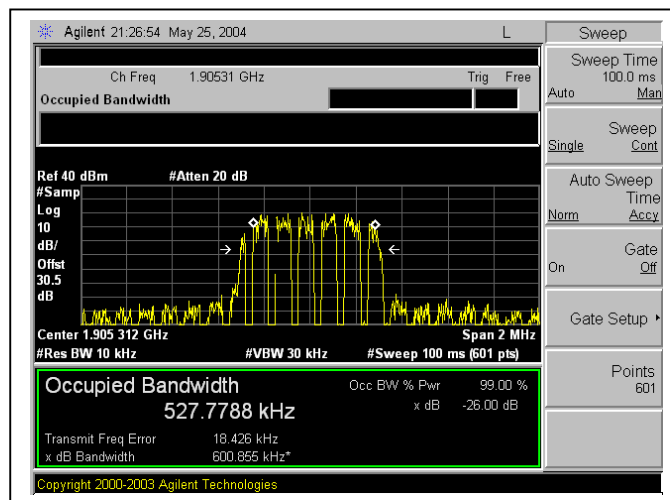 Agilent 21:26:54 May 25, 2004 L
Ch Freq 1.90531 GHz Trig Free
Occupied Bandwidth
Ref 40 dBm #Atten 20 dB
#Samp
Log
10
dB/
Offst
30.5
dB
Center 1.905 312 GHz Span 2 MHz
#Res BW 10 kHz #VBW 30 kHz #Sweep 100 ms (601 pts)
Occupied Bandwidth Occ BW % Pwr 99.00 %
527.7788 kHz x dB -26.00 dB
Transmit Freq Error 18.426 kHz
x dB Bandwidth 600.855 kHz*
Copyright 2000-2003 Agilent Technologies
Sweep
Sweep Time
100.0 ms
Auto Man
Sweep
Single Cont
Auto Sweep
Time
Norm Accy
Gate
On Off
Gate Setup
Points
601